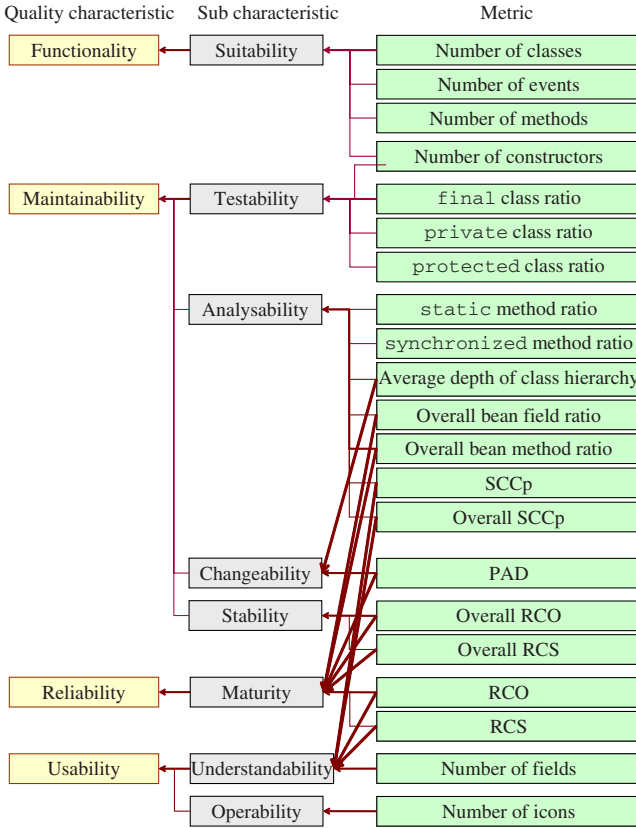 Quality characteristic Sub characteristic Metric
Functionality Suitability Number of classes
Number of events
Number of methods
Number of constructors
Maintainability Testability final class ratio
private class ratio
protected class ratio
Analysability static method ratio
synchronized method ratio
Average depth of class hierarchy
Overall bean field ratio
Overall bean method ratio
SCCp
Overall SCCp
Changeability PAD
Stability Overall RCO
Overall RCS
Reliability Maturity RCO
RCS
Usability Understandability Number of fields
Operability Number of icons